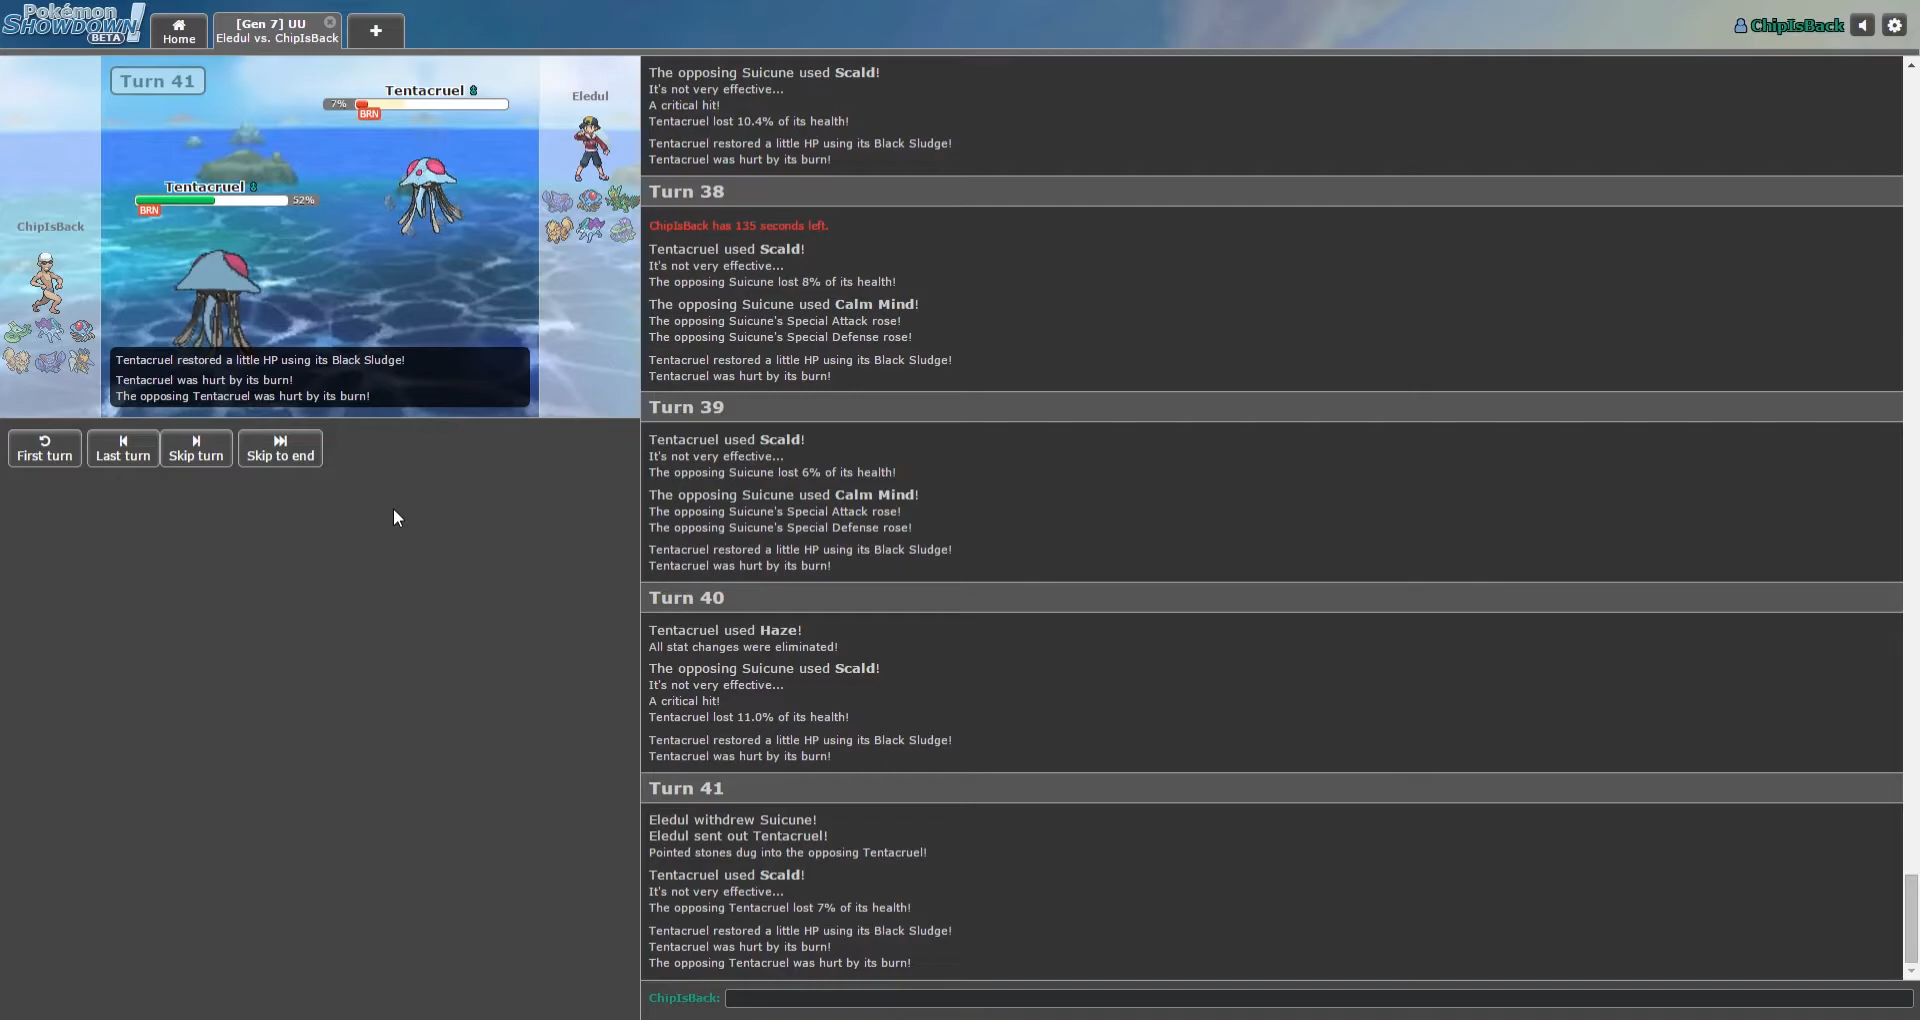 Pokémon
SHOWDOWN!
BETA
Home
[Gen 7] UU
Eledul vs. ChipIsBack
+
ChipIsBack
Turn 41
Tentacruel
7%
BRN
Eledul
Tentacruel
52%
BRN
ChipIsBack
Tentacruel restored a little HP using its Black Sludge!
Tentacruel was hurt by its burn!
The opposing Tentacruel was hurt by its burn!
First turn
Last turn
Skip turn
Skip to end
The opposing Suicune used Scald!
It's not very effective...
A critical hit!
Tentacruel lost 10.4% of its health!
Tentacruel restored a little HP using its Black Sludge!
Tentacruel was hurt by its burn!
Turn 38
ChipIsBack has 135 seconds left.
Tentacruel used Scald!
It's not very effective...
The opposing Suicune lost 8% of its health!
The opposing Suicune used Calm Mind!
The opposing Suicune's Special Attack rose!
The opposing Suicune's Special Defense rose!
Tentacruel restored a little HP using its Black Sludge!
Tentacruel was hurt by its burn!
Turn 39
Tentacruel used Scald!
It's not very effective...
The opposing Suicune lost 6% of its health!
The opposing Suicune used Calm Mind!
The opposing Suicune's Special Attack rose!
The opposing Suicune's Special Defense rose!
Tentacruel restored a little HP using its Black Sludge!
Tentacruel was hurt by its burn!
Turn 40
Tentacruel used Haze!
All stat changes were eliminated!
The opposing Suicune used Scald!
It's not very effective...
A critical hit!
Tentacruel lost 11.0% of its health!
Tentacruel restored a little HP using its Black Sludge!
Tentacruel was hurt by its burn!
Turn 41
Eledul withdrew Suicune!
Eledul sent out Tentacruel!
Pointed stones dug into the opposing Tentacruel!
Tentacruel used Scald!
It's not very effective...
The opposing Tentacruel lost 7% of its health!
Tentacruel restored a little HP using its Black Sludge!
Tentacruel was hurt by its burn!
The opposing Tentacruel was hurt by its burn!
ChipIsBack: